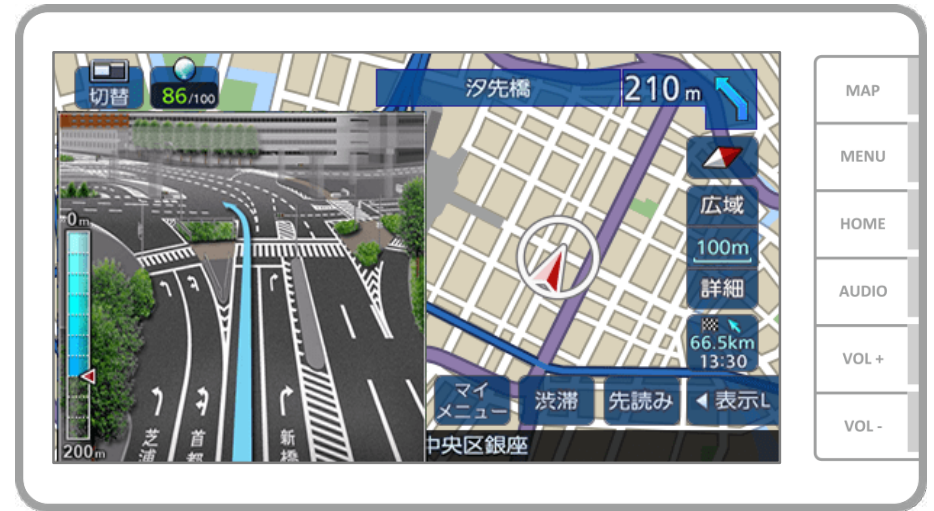 切替
86/100
汐先橋
210m
広域
100m
詳細
66.5km
13:30
0m
200m
芝浦
首都
新橋
マイ
メニュー
渋滞
先読み
◀表示L
中央区銀座
MAP
MENU
HOME
AUDIO
VOL +
VOL -